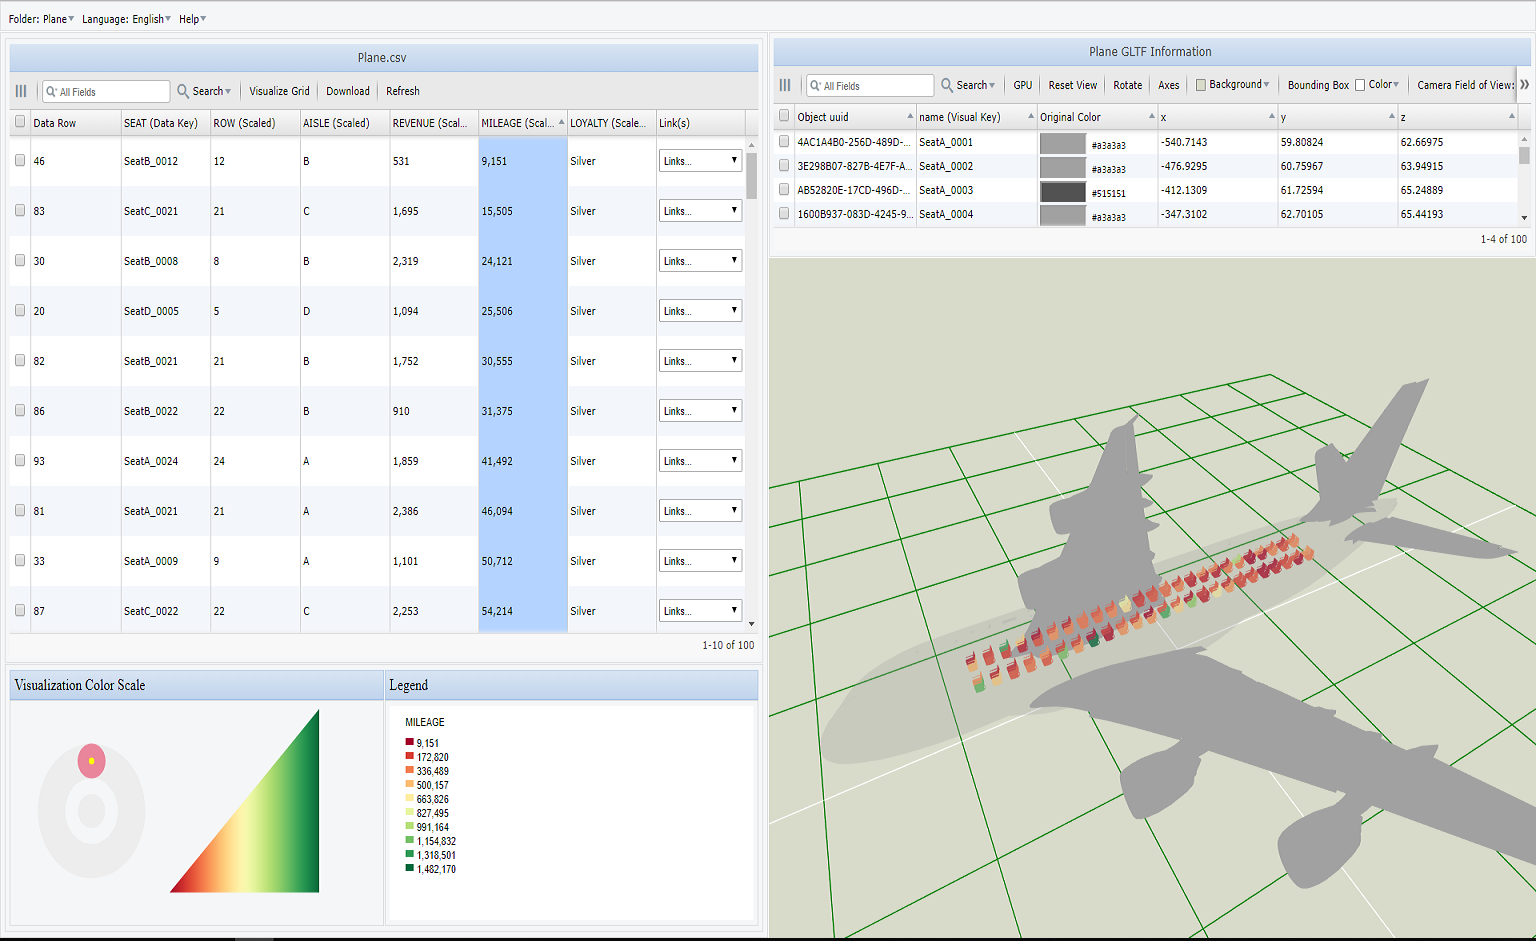 Folder: Plane Language: English Help
Plane.csv
All Fields Search Visualize Grid Download Refresh
Data Row SEAT (Data Key) ROW (Scaled) AISLE (Scaled) REVENUE (Scal... MILEAGE (Scal... LOYALTY (Scale... Link(s)
46 SeatB_0012 12 B 531 9,151 Silver Links...
83 SeatC_0021 21 C 1,695 15,505 Silver Links...
30 SeatB_0008 8 B 2,319 24,121 Silver Links...
20 SeatD_0005 5 D 1,094 25,506 Silver Links...
82 SeatB_0021 21 B 1,752 30,555 Silver Links...
86 SeatB_0022 22 B 910 31,375 Silver Links...
93 SeatA_0024 24 A 1,859 41,492 Silver Links...
81 SeatA_0021 21 A 2,386 46,094 Silver Links...
33 SeatA_0009 9 A 1,101 50,712 Silver Links...
87 SeatC_0022 22 C 2,253 54,214 Silver Links...
1-10 of 100
Visualization Color Scale
Legend
MILEAGE
9,151
172,820
336,489
500,157
663,826
827,495
991,164
1,154,832
1,318,501
1,482,170
Plane GLTF Information
All Fields Search GPU Reset View Rotate Axes Background Bounding Box Color Camera Field of View:
Object uuid name (Visual Key) Original Color x y z
4AC1A4B0-256D-489D-... SeatA_0001 #a3a3a3 -540.7143 59.80824 62.66975
3E298B07-827B-4E7F-A... SeatA_0002 #a3a3a3 -476.9295 60.75967 63.94915
AB52820E-17CD-496D-... SeatA_0003 #515151 -412.1309 61.72594 65.24889
1600B937-083D-4245-9... SeatA_0004 #a3a3a3 -347.3102 62.70105 65.44193
1-4 of 100